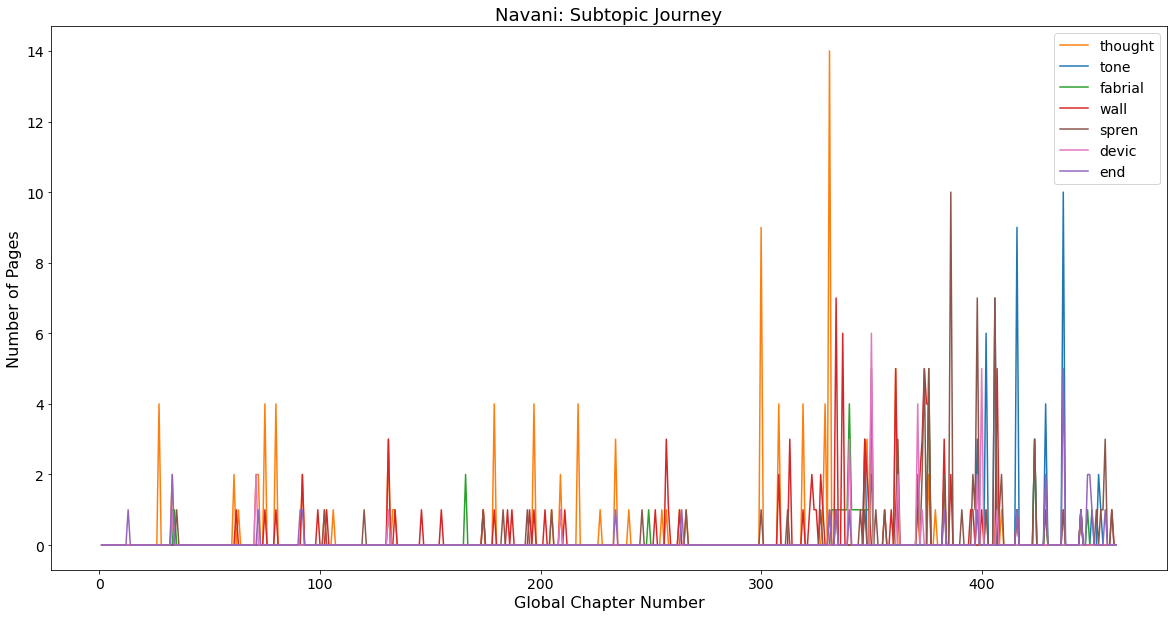 Navani: Subtopic Journey
14
12
10
8
6
4
2
0
Number of Pages
0 100 200 300 400
Global Chapter Number
thought
tone
fabrial
wall
spren
devic
end